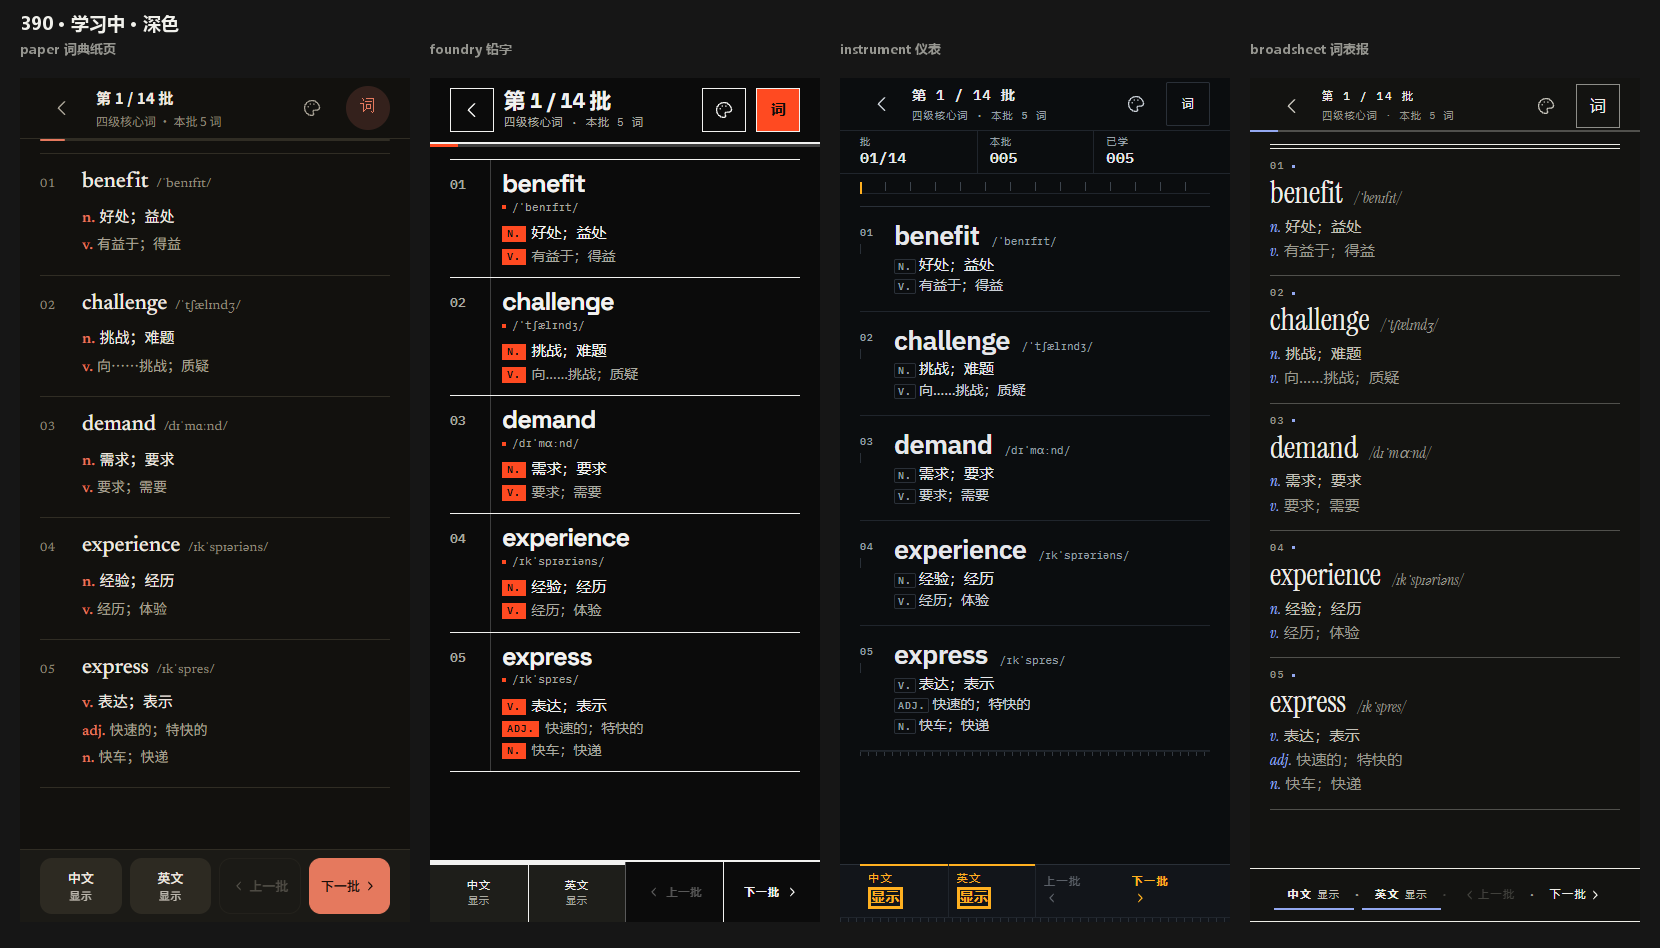 390 • 学习中 • 深色
paper 词典纸页
第 1 / 14 批
四级核心词 • 本批 5 词
词
01 benefit /ˈbenɪfɪt/
n. 好处；益处
v. 有益于；得益
02 challenge /ˈtʃælɪndʒ/
n. 挑战；难题
v. 向……挑战；质疑
03 demand /dɪˈmɑːnd/
n. 需求；要求
v. 要求；需要
04 experience /ɪkˈspɪəriəns/
n. 经验；经历
v. 经历；体验
05 express /ɪkˈspres/
v. 表达；表示
adj. 快速的；特快的
n. 快车；快递
中文 显示
英文 显示
上一批
下一批
foundry 铅字
第 1 / 14 批
四级核心词 • 本批 5 词
词
01 benefit
/ˈbenɪfɪt/
N. 好处；益处
V. 有益于；得益
02 challenge
/ˈtʃælɪndʒ/
N. 挑战；难题
V. 向……挑战；质疑
03 demand
/dɪˈmɑːnd/
N. 需求；要求
V. 要求；需要
04 experience
/ɪkˈspɪəriəns/
N. 经验；经历
V. 经历；体验
05 express
/ɪkˈspres/
V. 表达；表示
ADJ. 快速的；特快的
N. 快车；快递
中文 显示
英文 显示
上一批
下一批
instrument 仪表
第 1 / 14 批
四级核心词 • 本批 5 词
词
批 01/14
本批 005
已学 005
01 benefit /ˈbenɪfɪt/
N. 好处；益处
V. 有益于；得益
02 challenge /ˈtʃælɪndʒ/
N. 挑战；难题
V. 向……挑战；质疑
03 demand /dɪˈmɑːnd/
N. 需求；要求
V. 要求；需要
04 experience /ɪkˈspɪəriəns/
N. 经验；经历
V. 经历；体验
05 express /ɪkˈspres/
V. 表达；表示
ADJ. 快速的；特快的
N. 快车；快递
中文 显示
英文 显示
上一批
下一批
broadsheet 词表报
第 1 / 14 批
四级核心词 · 本批 5 词
词
01
benefit /ˈbenɪfɪt/
n. 好处；益处
v. 有益于；得益
02
challenge /ˈtʃælɪndʒ/
n. 挑战；难题
v. 向……挑战；质疑
03
demand /dɪˈmɑːnd/
n. 需求；要求
v. 要求；需要
04
experience /ɪkˈspɪəriəns/
n. 经验；经历
v. 经历；体验
05
express /ɪkˈspres/
v. 表达；表示
adj. 快速的；特快的
n. 快车；快递
中文 显示 · 英文 显示 · 上一批 · 下一批